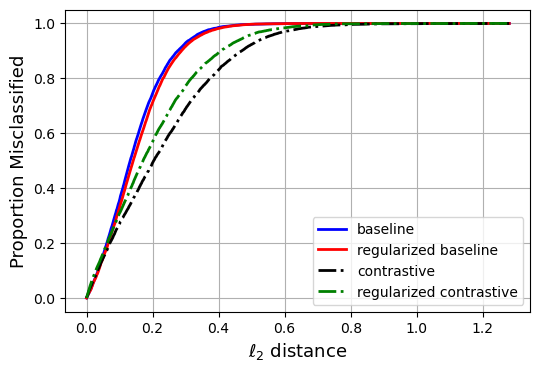 1.0
0.8
0.6
0.4
0.2
0.0
Proportion Misclassified
baseline
regularized baseline
contrastive
regularized contrastive
0.0 0.2 0.4 0.6 0.8 1.0 1.2
ℓ₂ distance